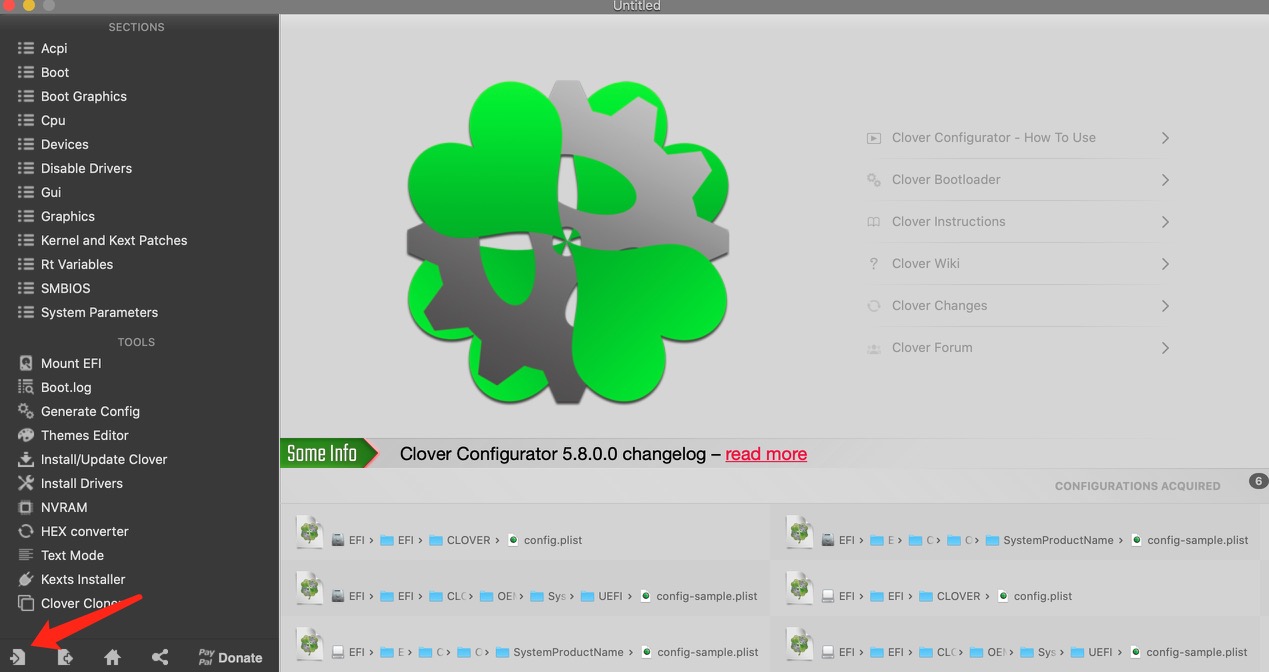 Untitled
SECTIONS
Acpi
Boot
Boot Graphics
Cpu
Devices
Disable Drivers
Gui
Graphics
Kernel and Kext Patches
Rt Variables
SMBIOS
System Parameters
TOOLS
Mount EFI
Boot.log
Generate Config
Themes Editor
Install/Update Clover
Install Drivers
NVRAM
HEX converter
Text Mode
Kexts Installer
Clover Clone
Pay Pal Donate
Clover Configurator - How To Use
Clover Bootloader
Clover Instructions
Clover Wiki
Clover Changes
Clover Forum
Some Info Clover Configurator 5.8.0.0 changelog – read more
CONFIGURATIONS ACQUIRED 6
EFI › EFI › CLOVER › config.plist
EFI › E › C › C › SystemProductName › config-sample.plist
EFI › EFI › CLC › OEM › Sys › UEFI › config-sample.plist
EFI › EFI › CLOVER › config.plist
EFI › E › C › C › SystemProductName › config-sample.plist
EFI › EFI › CLC › OEM › Sys › UEFI › config-sample.plist